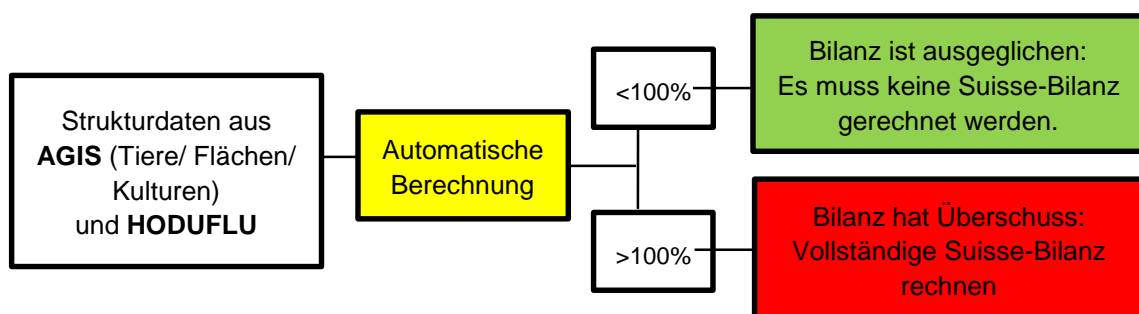 Strukturdaten aus
AGIS (Tiere/ Flächen/
Kulturen)
und HODUFLU
Automatische
Berechnung
<100%
Bilanz ist ausgeglichen:
Es muss keine Suisse-Bilanz
gerechnet werden.
>100%
Bilanz hat Überschuss:
Vollständige Suisse-Bilanz
rechnen